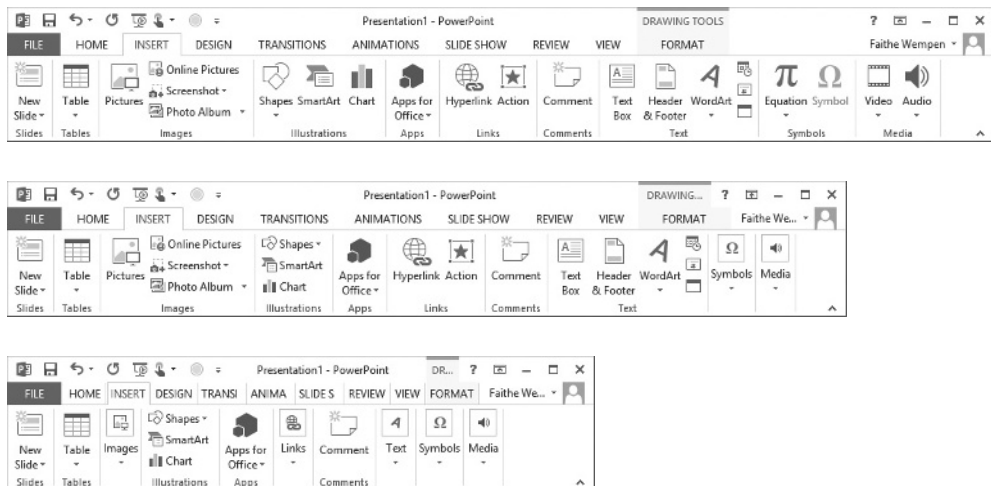 Presentation1 - PowerPoint DRAWING TOOLS ?
FILE HOME INSERT DESIGN TRANSITIONS ANIMATIONS SLIDE SHOW REVIEW VIEW FORMAT Faithe Wempen
Online Pictures
Screenshot
Photo Album
New Slide Table Pictures Shapes SmartArt Chart Apps for Office Hyperlink Action Comment Text Box Header & Footer WordArt π Equation Ω Symbol Video Audio
Slides Tables Images Illustrations Apps Links Comments Text Symbols Media
Presentation1 - PowerPoint DRAWING... ?
FILE HOME INSERT DESIGN TRANSITIONS ANIMATIONS SLIDE SHOW REVIEW VIEW FORMAT Faithe We...
Online Pictures Shapes
Screenshot SmartArt
Photo Album Chart
New Slide Table Pictures Apps for Office Hyperlink Action Comment Text Box Header & Footer WordArt Ω Symbols Media
Slides Tables Images Illustrations Apps Links Comments Text
Presentation1 - PowerPoint DR... ?
FILE HOME INSERT DESIGN TRANSI ANIMA SLIDE S REVIEW VIEW FORMAT Faithe We...
Shapes
SmartArt
Chart
New Slide Table Images Apps for Office Links Comment Text Ω Symbols Media
Slides Tables Illustrations Apps Comments